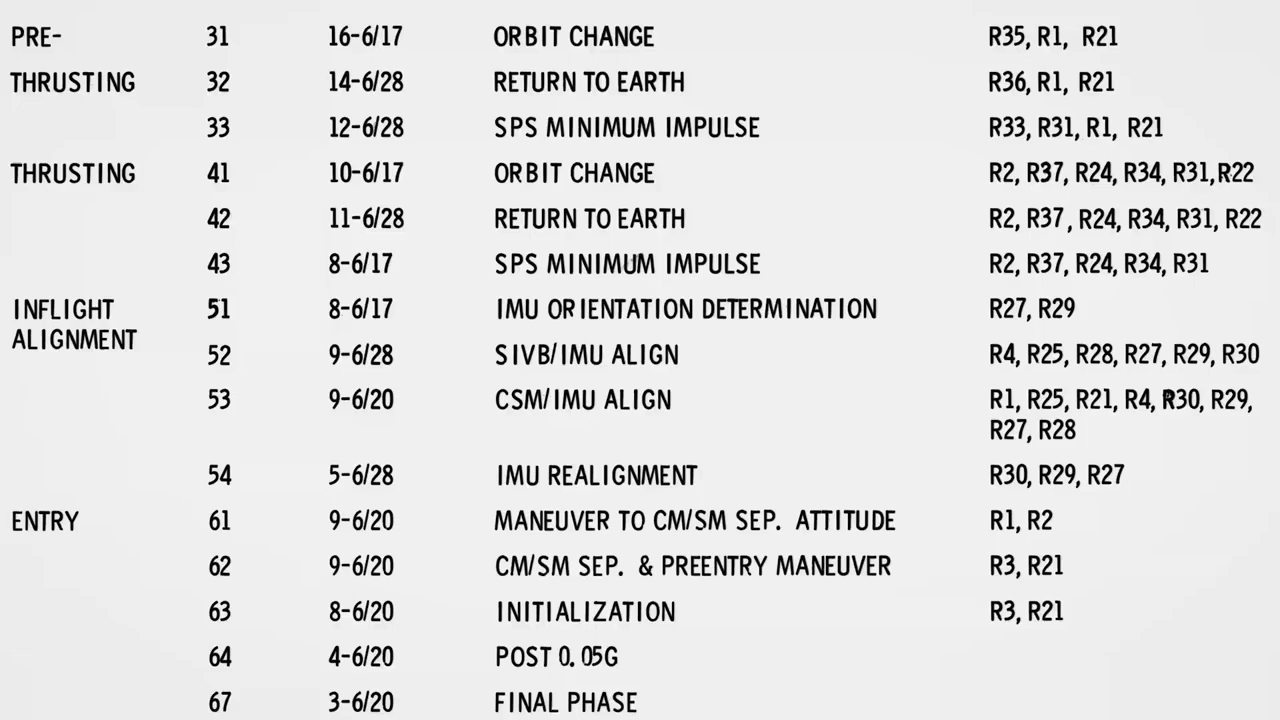 PRE- 31 16-6/17 ORBIT CHANGE R35, R1, R21
THRUSTING 32 14-6/28 RETURN TO EARTH R36, R1, R21
33 12-6/28 SPS MINIMUM IMPULSE R33, R31, R1, R21
THRUSTING 41 10-6/17 ORBIT CHANGE R2, R37, R24, R34, R31, R22
42 11-6/28 RETURN TO EARTH R2, R37, R24, R34, R31, R22
43 8-6/17 SPS MINIMUM IMPULSE R2, R37, R24, R34, R31
INFLIGHT 51 8-6/17 IMU ORIENTATION DETERMINATION R27, R29
ALIGNMENT
52 9-6/28 SIVB/IMU ALIGN R4, R25, R28, R27, R29, R30
53 9-6/20 CSM/IMU ALIGN R1, R25, R21, R4, R30, R29,
R27, R28
54 5-6/28 IMU REALIGNMENT R30, R29, R27
ENTRY 61 9-6/20 MANEUVER TO CM/SM SEP. ATTITUDE R1, R2
62 9-6/20 CM/SM SEP. & PREENTRY MANEUVER R3, R21
63 8-6/20 INITIALIZATION R3, R21
64 4-6/20 POST 0.05G
67 3-6/20 FINAL PHASE